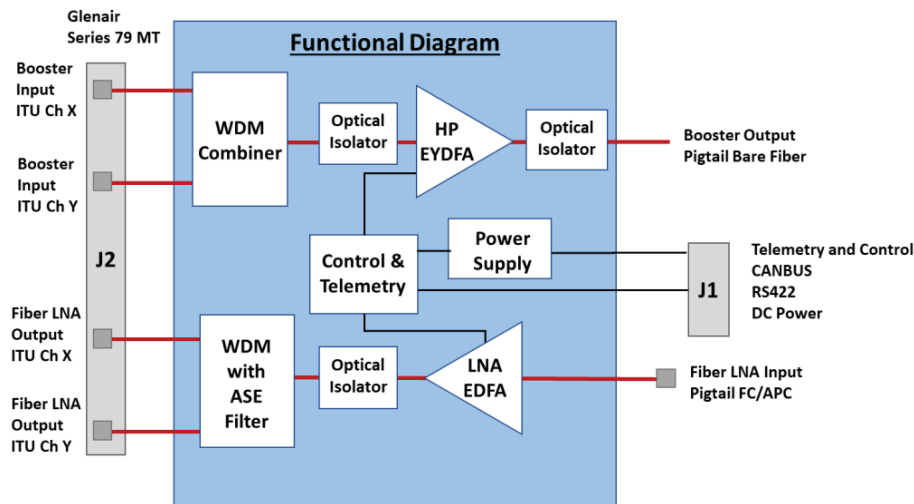 Glenair
Series 79 MT
Functional Diagram
Booster
Input
ITU Ch X
WDM
Combiner
Optical
Isolator
HP
EYDFA
Optical
Isolator
Booster Output
Pigtail Bare Fiber
Booster
Input
ITU Ch Y
J2
Control &
Telemetry
Power
Supply
J1
Telemetry and Control
CANBUS
RS422
DC Power
Fiber LNA
Output
ITU Ch X
WDM
with
ASE
Filter
Optical
Isolator
LNA
EDFA
Fiber LNA Input
Pigtail FC/APC
Fiber LNA
Output
ITU Ch Y